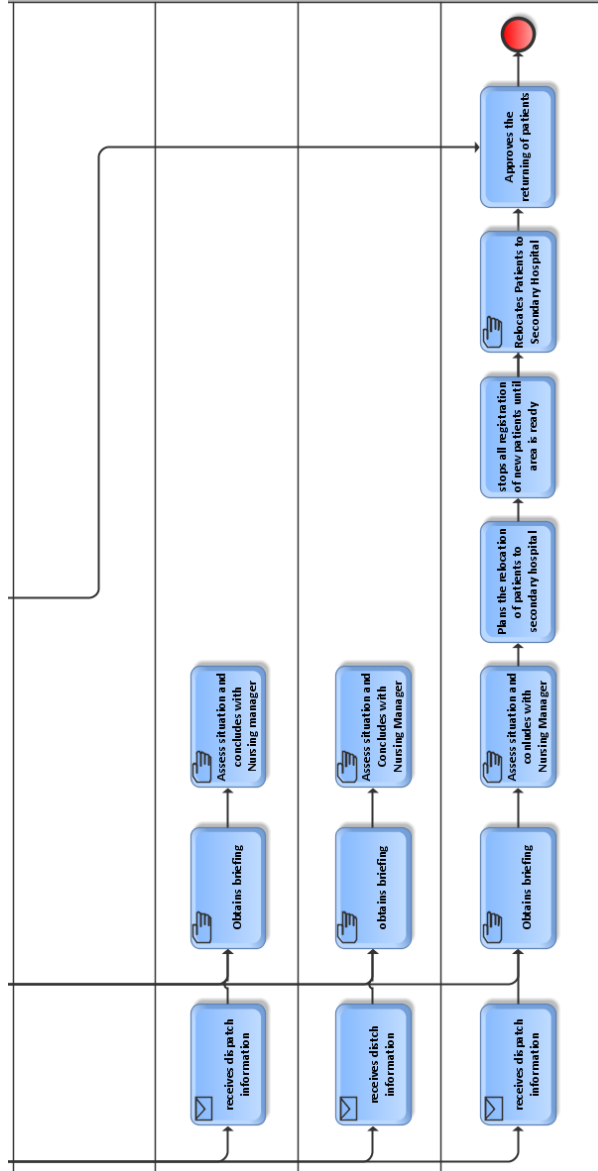 receives dispatch
information
Obtains briefing
Assess situation and
concludes with
Nursing manager
receives distch
information
obtains briefing
Assess situation and
Concludes with
Nursing Manager
receives dispatch
information
Obtains briefing
Assess situation and
conludes with
Nursing Manager
Plans the relocation
of patients to
secondary hospital
stops all registration
of new patients until
area is ready
Relocates Patients to
Secondary Hospital
Approves the
returning of patients